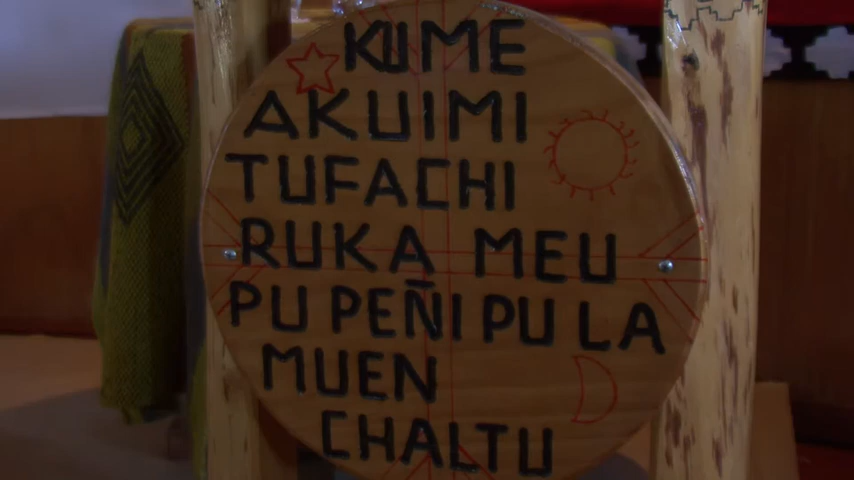 KUME
AKUIMI
TUFACHI
RUKA MEU
PU PEÑI PU LA
MUEN
CHALTU